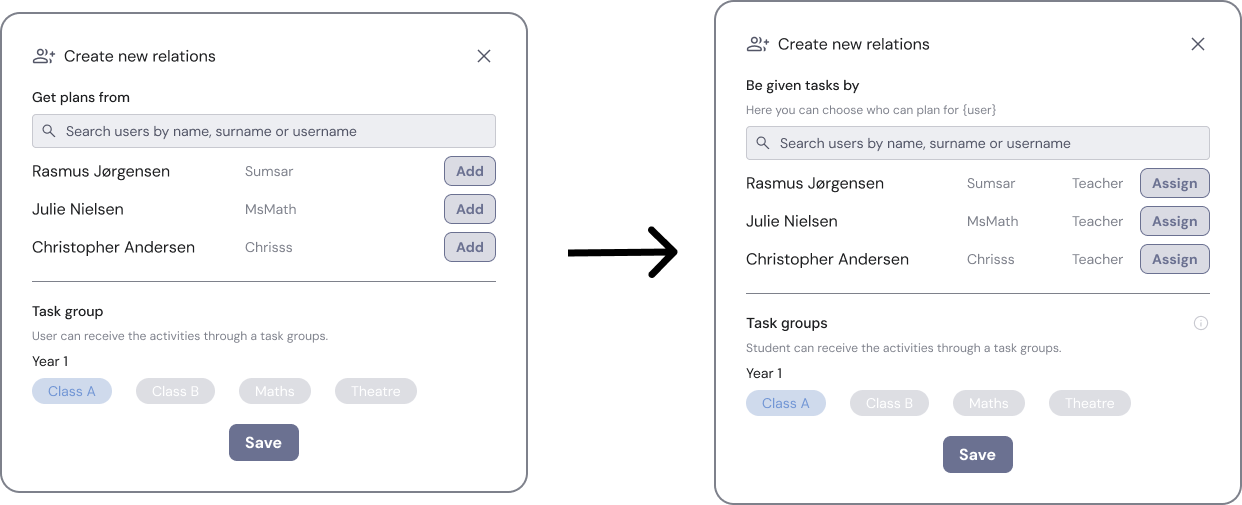 Create new relations
Get plans from
Search users by name, surname or username
Rasmus Jørgensen Sumsar Add
Julie Nielsen MsMath Add
Christopher Andersen Chrisss Add
Task group
User can receive the activities through a task groups.
Year 1
Class A Class B Maths Theatre
Save
Create new relations
Be given tasks by
Here you can choose who can plan for {user}
Search users by name, surname or username
Rasmus Jørgensen Sumsar Teacher Assign
Julie Nielsen MsMath Teacher Assign
Christopher Andersen Chrisss Teacher Assign
Task groups
Student can receive the activities through a task groups.
Year 1
Class A Class B Maths Theatre
Save